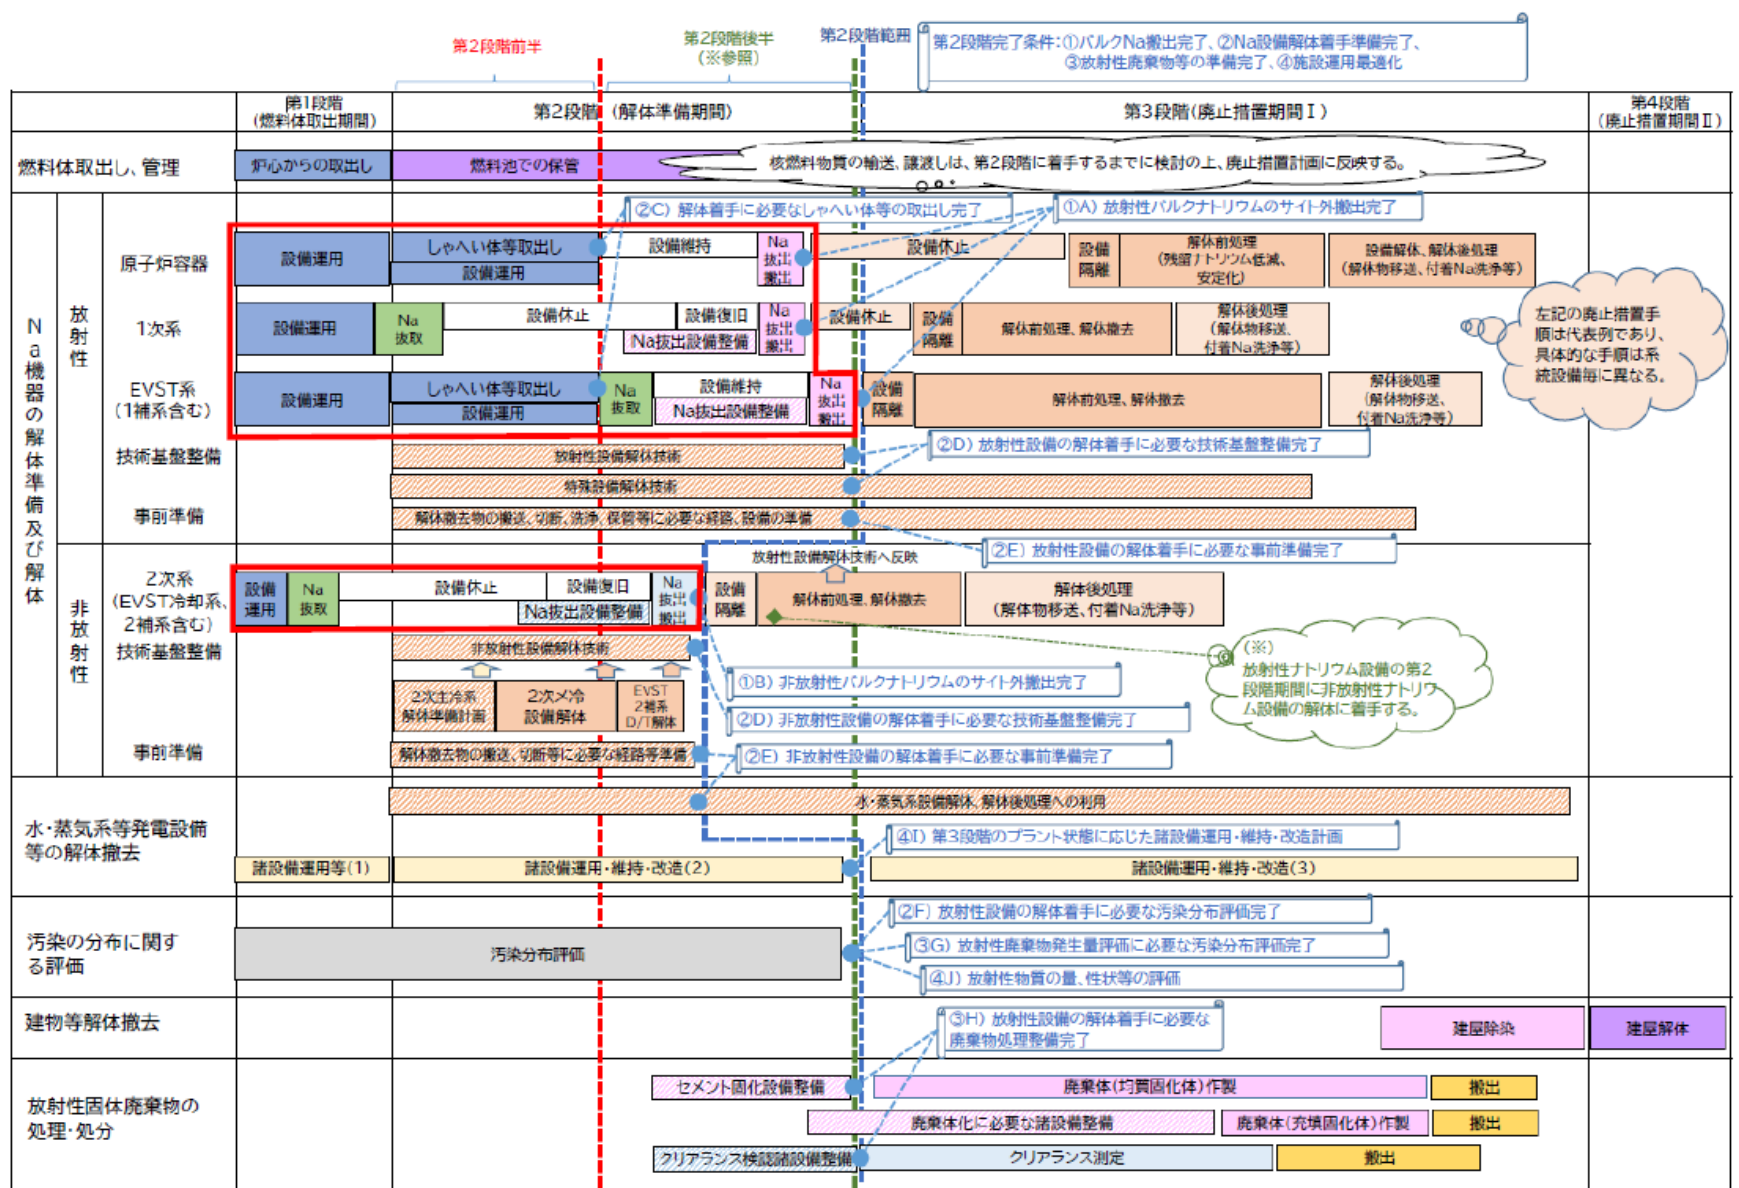 第2段階前半
第2段階後半
(※参照)
第2段階範囲
第2段階完了条件:①バルクNa搬出完了、②Na設備解体着手準備完了、
③放射性廃棄物等の準備完了、④施設運用最適化
第1段階
(燃料体取出期間)
第2段階 (解体準備期間)
第3段階(廃止措置期間Ⅰ)
第4段階
(廃止措置期間Ⅱ)
燃料体取出し、管理
炉心からの取出し
燃料池での保管
核燃料物質の輸送、譲渡しは、第2段階に着手するまでに検討の上、廃止措置計画に反映する。
②C) 解体着手に必要なしゃへい体等の取出し完了
①A) 放射性バルクナトリウムのサイト外搬出完了
Na機器の解体準備及び解体
放射性
原子炉容器
設備運用
しゃへい体等取出し
設備運用
設備維持
Na
抜出
搬出
設備休止
設備
隔離
解体前処理
(残留ナトリウム低減、
安定化)
設備解体、解体後処理
(解体物移送、付着Na洗浄等)
1次系
設備運用
Na
抜取
設備休止
設備復旧
Na抜出設備整備
Na
抜出
搬出
設備休止
設備
隔離
解体前処理、解体撤去
解体後処理
(解体物移送、
付着Na洗浄等)
左記の廃止措置手
順は代表例であり、
具体的な手順は系
統設備毎に異なる。
EVST系
(1補系含む)
設備運用
しゃへい体等取出し
設備運用
Na
抜取
設備維持
Na抜出設備整備
Na
抜出
搬出
設備
隔離
解体前処理、解体撤去
解体後処理
(解体物移送、
付着Na洗浄等)
技術基盤整備
放射性設備解体技術
②D) 放射性設備の解体着手に必要な技術基盤整備完了
特殊設備解体技術
事前準備
解体撤去物の搬送、切断、洗浄、保管等に必要な経路、設備の準備
②E) 放射性設備の解体着手に必要な事前準備完了
非放射性
放射性設備解体技術へ反映
2次系
(EVST冷却系、
2補系含む)
設備
運用
Na
抜取
設備休止
設備復旧
Na抜出設備整備
Na
抜出
搬出
設備
隔離
解体前処理、解体撤去
解体後処理
(解体物移送、付着Na洗浄等)
技術基盤整備
非放射性設備解体技術
2次主冷系
解体準備計画
2次メ冷
設備解体
EVST
2補系
D/T解体
①B) 非放射性バルクナトリウムのサイト外搬出完了
②D) 非放射性設備の解体着手に必要な技術基盤整備完了
(※)
放射性ナトリウム設備の第2
段階期間に非放射性ナトリウ
ム設備の解体に着手する。
事前準備
解体撤去物の搬送、切断等に必要な経路等準備
②E) 非放射性設備の解体着手に必要な事前準備完了
水・蒸気系等発電設備
等の解体撤去
水・蒸気系設備解体、解体後処理への利用
④I) 第3段階のプラント状態に応じた諸設備運用・維持・改造計画
諸設備運用等(1)
諸設備運用・維持・改造(2)
諸設備運用・維持・改造(3)
汚染の分布に関す
る評価
汚染分布評価
②F) 放射性設備の解体着手に必要な汚染分布評価完了
③G) 放射性廃棄物発生量評価に必要な汚染分布評価完了
④J) 放射性物質の量、性状等の評価
建物等解体撤去
③H) 放射性設備の解体着手に必要な
廃棄物処理整備完了
建屋除染
建屋解体
放射性固体廃棄物の
処理・処分
セメント固化設備整備
廃棄体(均質固化体)作製
搬出
廃棄体化に必要な諸設備整備
廃棄体(充填固化体)作製
搬出
クリアランス検認諸設備整備
クリアランス測定
搬出